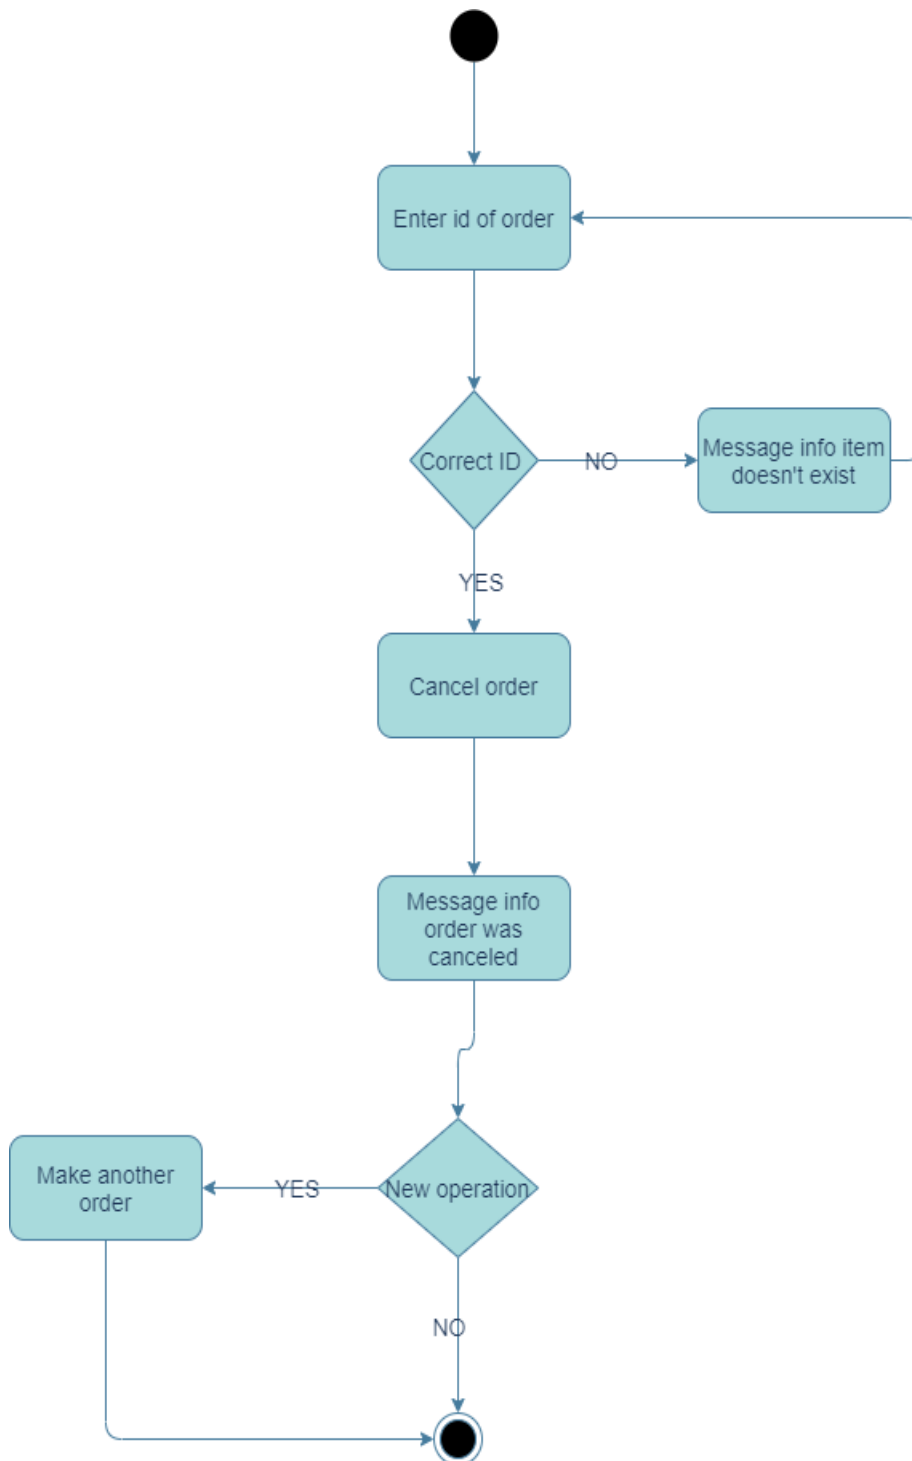 Enter id of order
Correct ID
NO
Message info item
doesn't exist
YES
Cancel order
Message info
order was
canceled
Make another
order
YES
New operation
NO